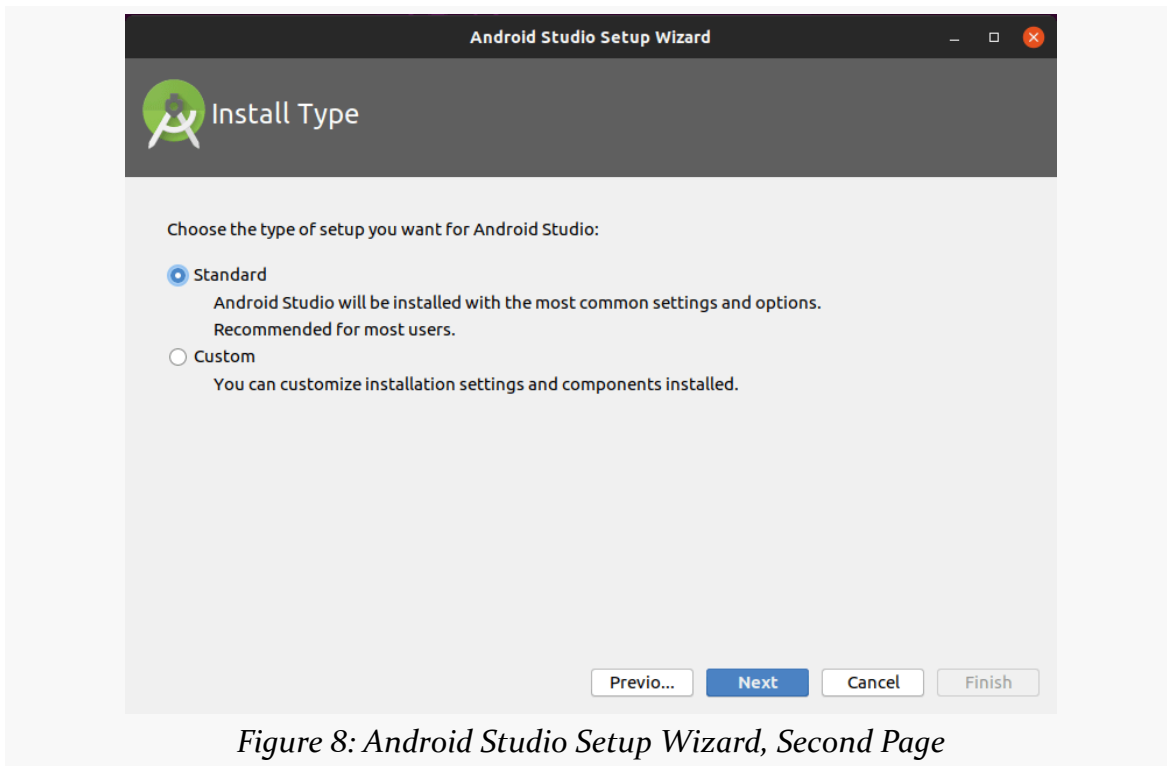 Android Studio Setup Wizard
Install Type
Choose the type of setup you want for Android Studio:
Standard
Android Studio will be installed with the most common settings and options.
Recommended for most users.
Custom
You can customize installation settings and components installed.
Previo... Next Cancel Finish
Figure 8: Android Studio Setup Wizard, Second Page